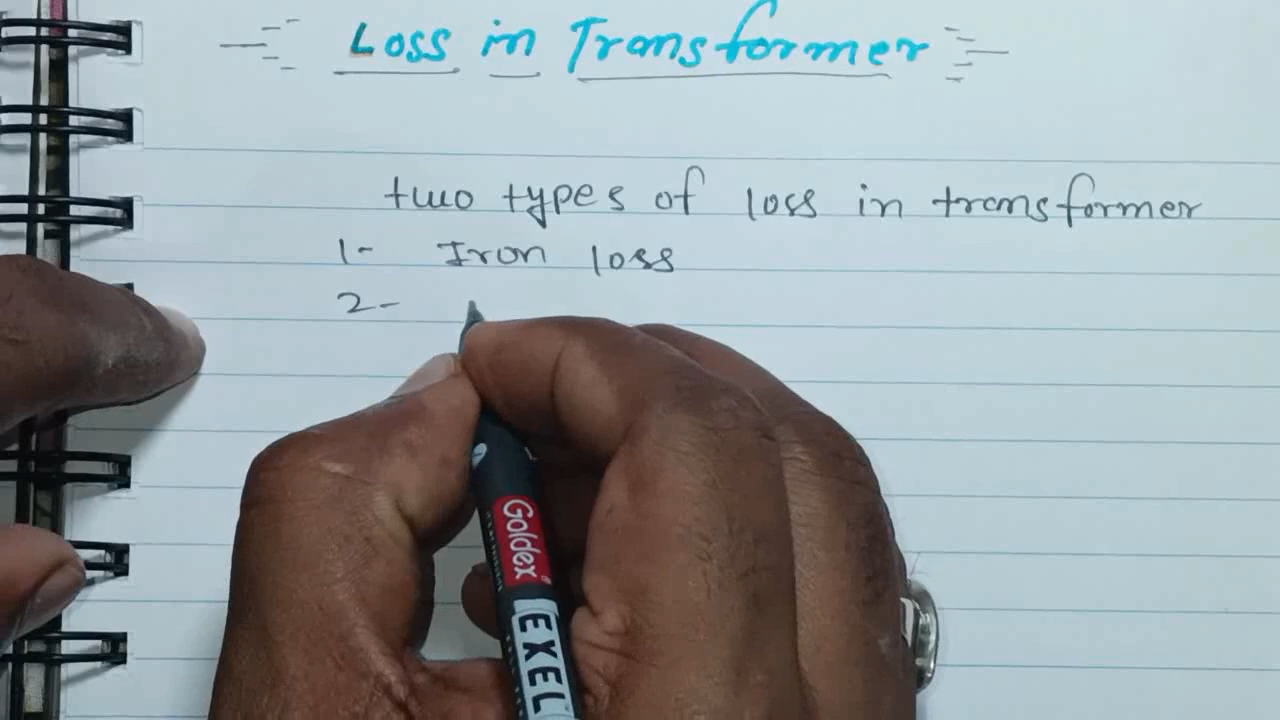 Loss in Transformer
two types of loss in transformer
1- Iron loss
2-
Goldex
EXEL